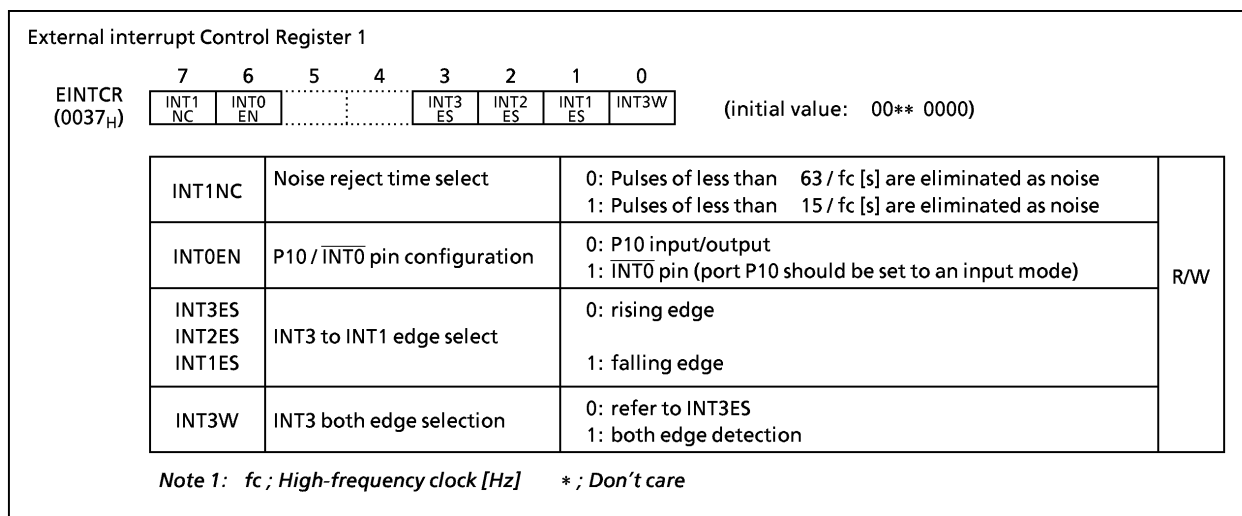 External interrupt Control Register 1
7 6 5 4 3 2 1 0
EINTCR
(0037H)
INT1 NC INT0 EN INT3 ES INT2 ES INT1 ES INT3W
(initial value: 00** 0000)
INT1NC Noise reject time select 0: Pulses of less than 63 / fc [s] are eliminated as noise
1: Pulses of less than 15 / fc [s] are eliminated as noise
INT0EN P10 / INT0 pin configuration 0: P10 input/output
1: INT0 pin (port P10 should be set to an input mode)
R/W
INT3ES 0: rising edge
INT2ES INT3 to INT1 edge select
INT1ES 1: falling edge
INT3W INT3 both edge selection 0: refer to INT3ES
1: both edge detection
Note 1: fc ; High-frequency clock [Hz] * ; Don't care